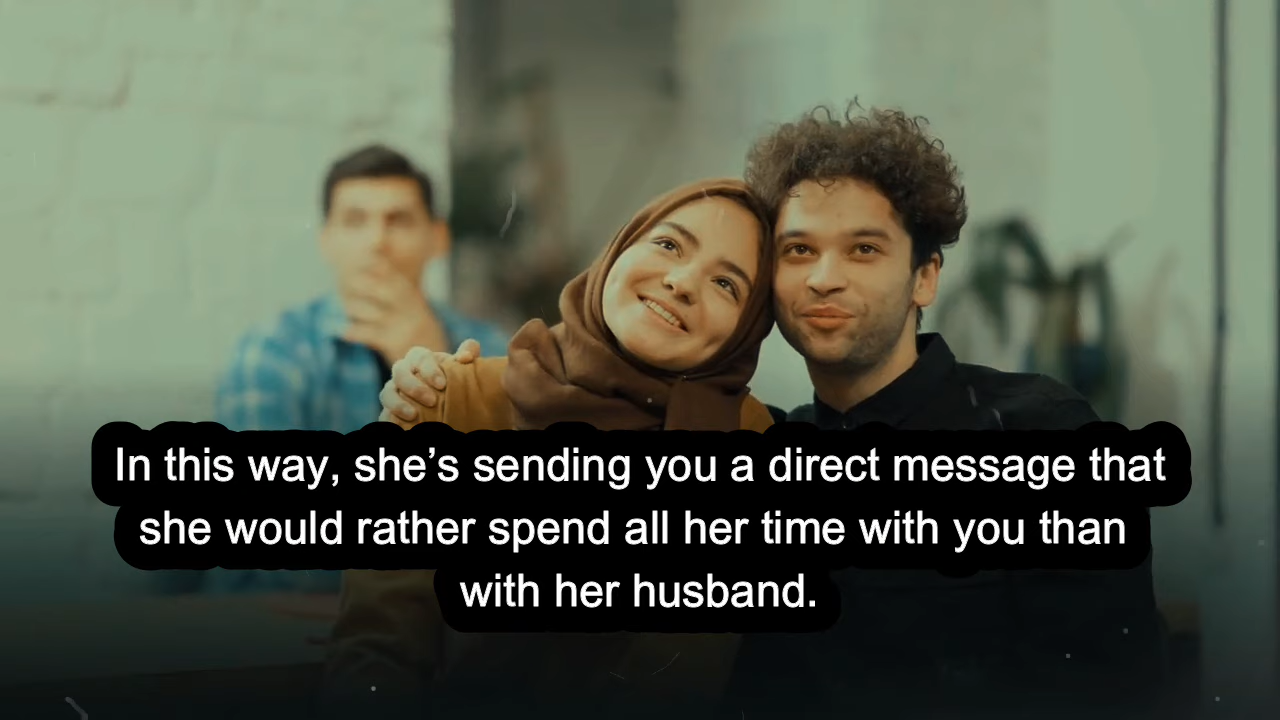 In this way, she’s sending you a direct message that
she would rather spend all her time with you than
with her husband.